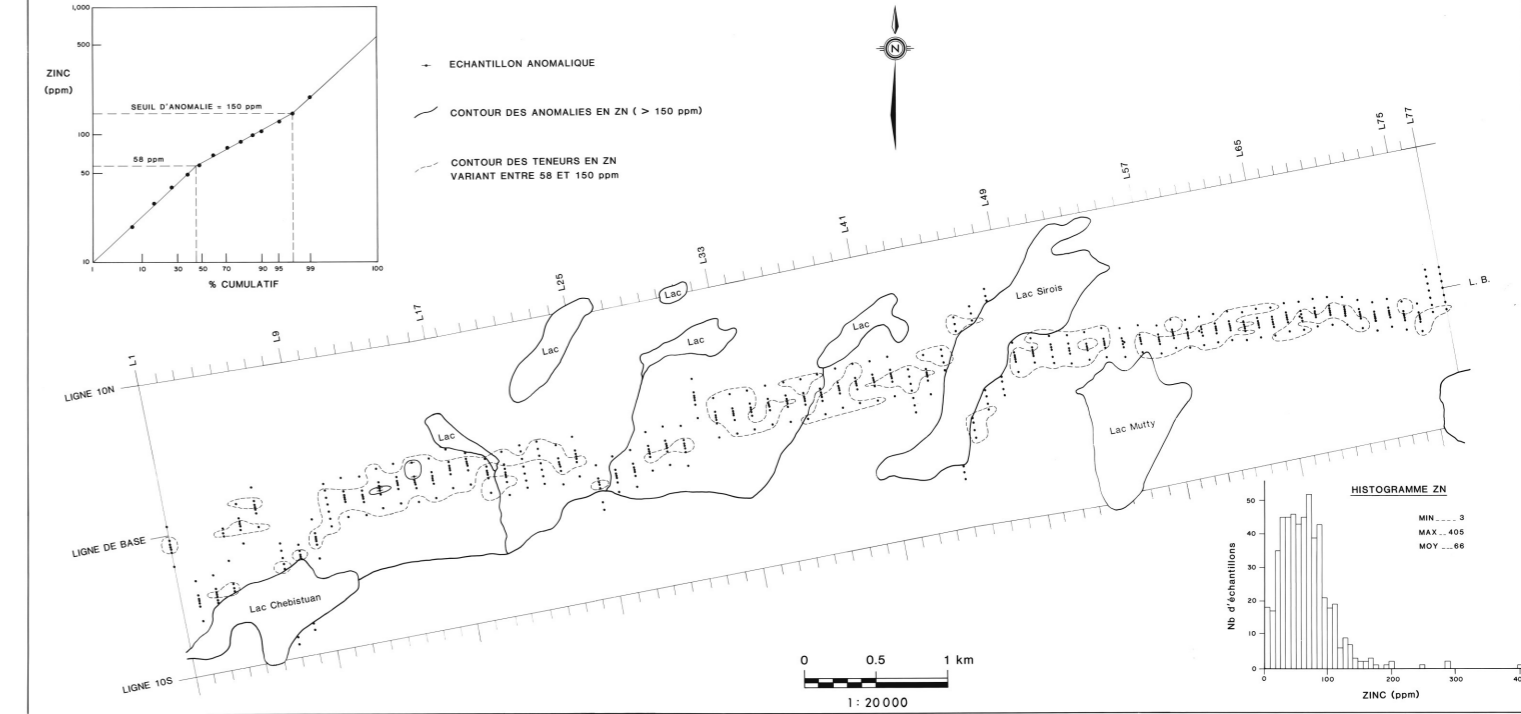 1,000
500
ZINC
(ppm)
SEUIL D'ANOMALIE = 150 ppm
100
58 ppm
50
10
1 10 30 50 70 90 95 99 100
% CUMULATIF
ECHANTILLON ANOMALIQUE
CONTOUR DES ANOMALIES EN ZN ( > 150 ppm)
CONTOUR DES TENEURS EN ZN
VARIANT ENTRE 58 ET 150 ppm
N
L1
L9
L17
L25
L33
L41
L49
L57
L65
L75
L77
LIGNE 10N
LIGNE DE BASE
LIGNE 10S
L. B.
Lac
Lac
Lac
Lac
Lac
Lac Sirois
Lac Mutty
Lac Chebistuan
0 0.5 1 km
1: 20 000
HISTOGRAMME ZN
MIN ---- 3
MAX -- 405
MOY --- 66
Nb d'échantillons
50
40
30
20
10
0
0 100 200 300
ZINC (ppm)